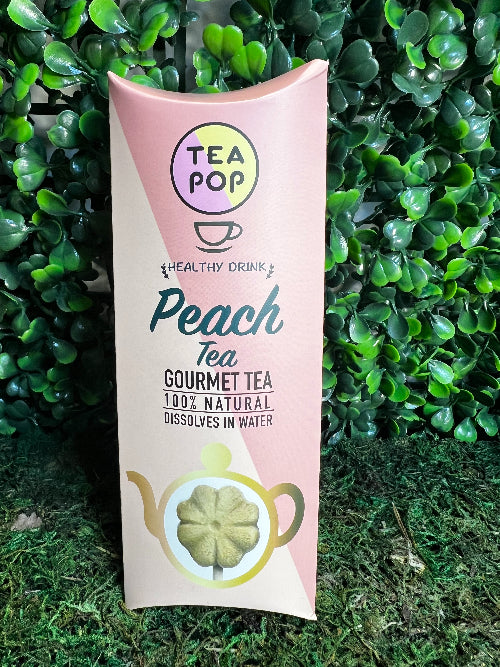 TEA
POP
HEALTHY DRINK
Peach
Tea
GOURMET TEA
100% NATURAL
DISSOLVES IN WATER